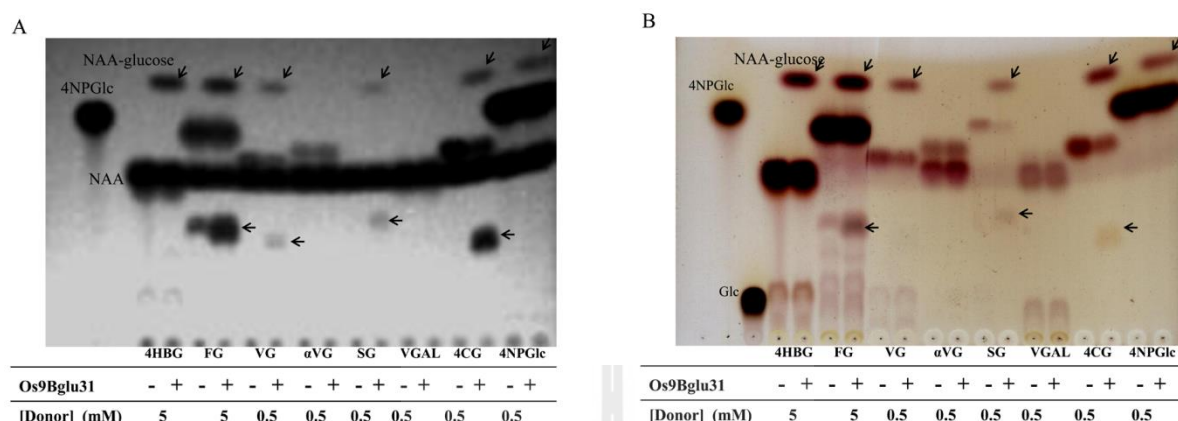 A
NAA-glucose
4NPGlc
NAA
4HBG FG VG αVG SG VGAL 4CG 4NPGlc
Os9Bglu31 - + - + - + - + - + - + - + - +
[Donor] (mM) 5 5 0.5 0.5 0.5 0.5 0.5 0.5
B
NAA-glucose
4NPGlc
Glc
4HBG FG VG αVG SG VGAL 4CG 4NPGlc
Os9Bglu31 - + - + - + - + - + - + - + - +
[Donor] (mM) 5 5 0.5 0.5 0.5 0.5 0.5 0.5